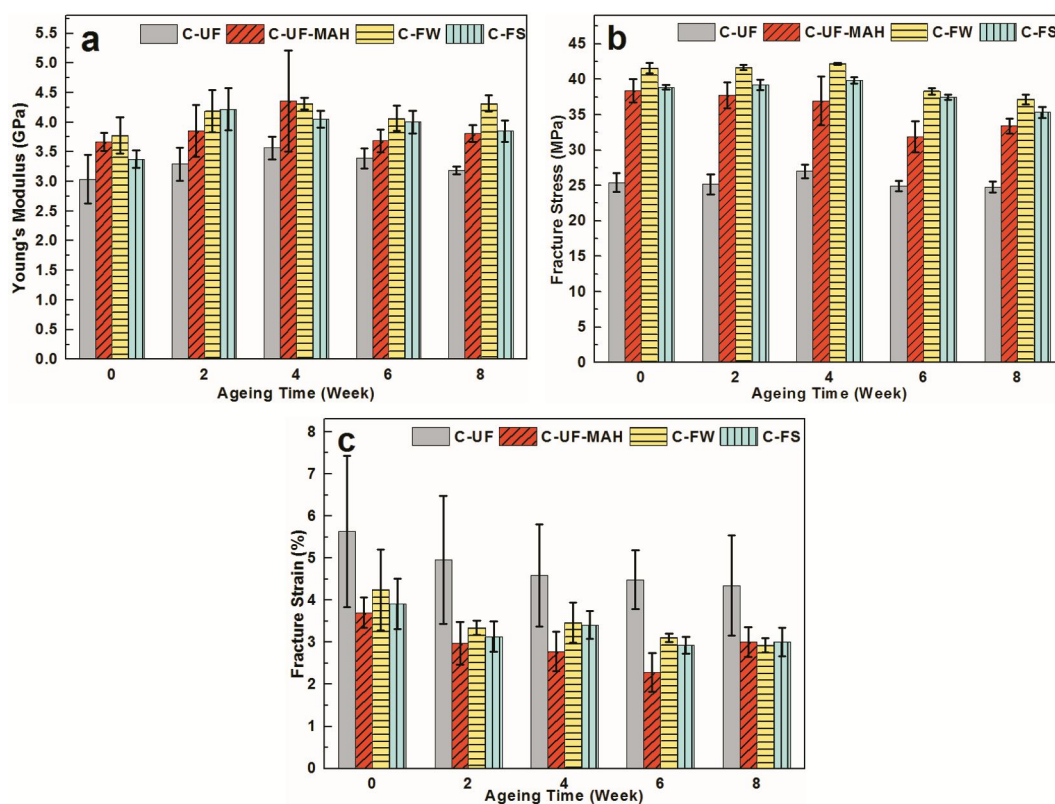 a
C-UF C-UF-MAH C-FW C-FS
Young's Modulus (GPa)
5.5
5.0
4.5
4.0
3.5
3.0
2.5
2.0
1.5
1.0
0.5
0.0
0 2 4 6 8
Ageing Time (Week)
b
C-UF C-UF-MAH C-FW C-FS
Fracture Stress (MPa)
45
40
35
30
25
20
15
10
5
0
0 2 4 6 8
Ageing Time (Week)
c
C-UF C-UF-MAH C-FW C-FS
Fracture Strain (%)
8
7
6
5
4
3
2
1
0
0 2 4 6 8
Ageing Time (Week)